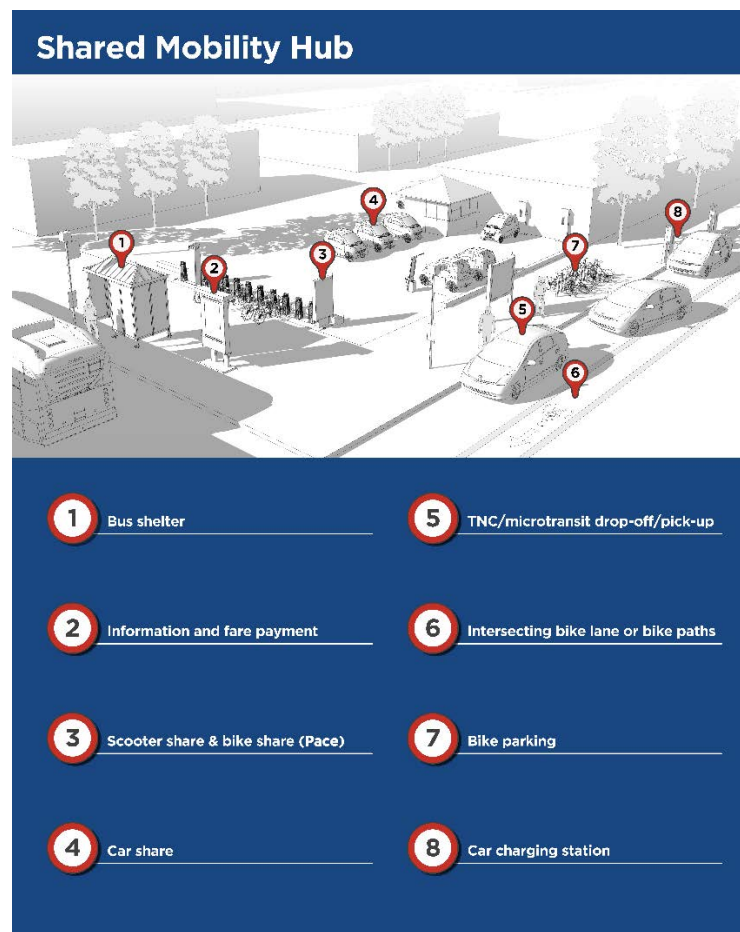 Shared Mobility Hub
1
2
3
4
5
6
7
8
1 Bus shelter
2 Information and fare payment
3 Scooter share & bike share (Pace)
4 Car share
5 TNC/microtransit drop-off/pick-up
6 Intersecting bike lane or bike paths
7 Bike parking
8 Car charging station